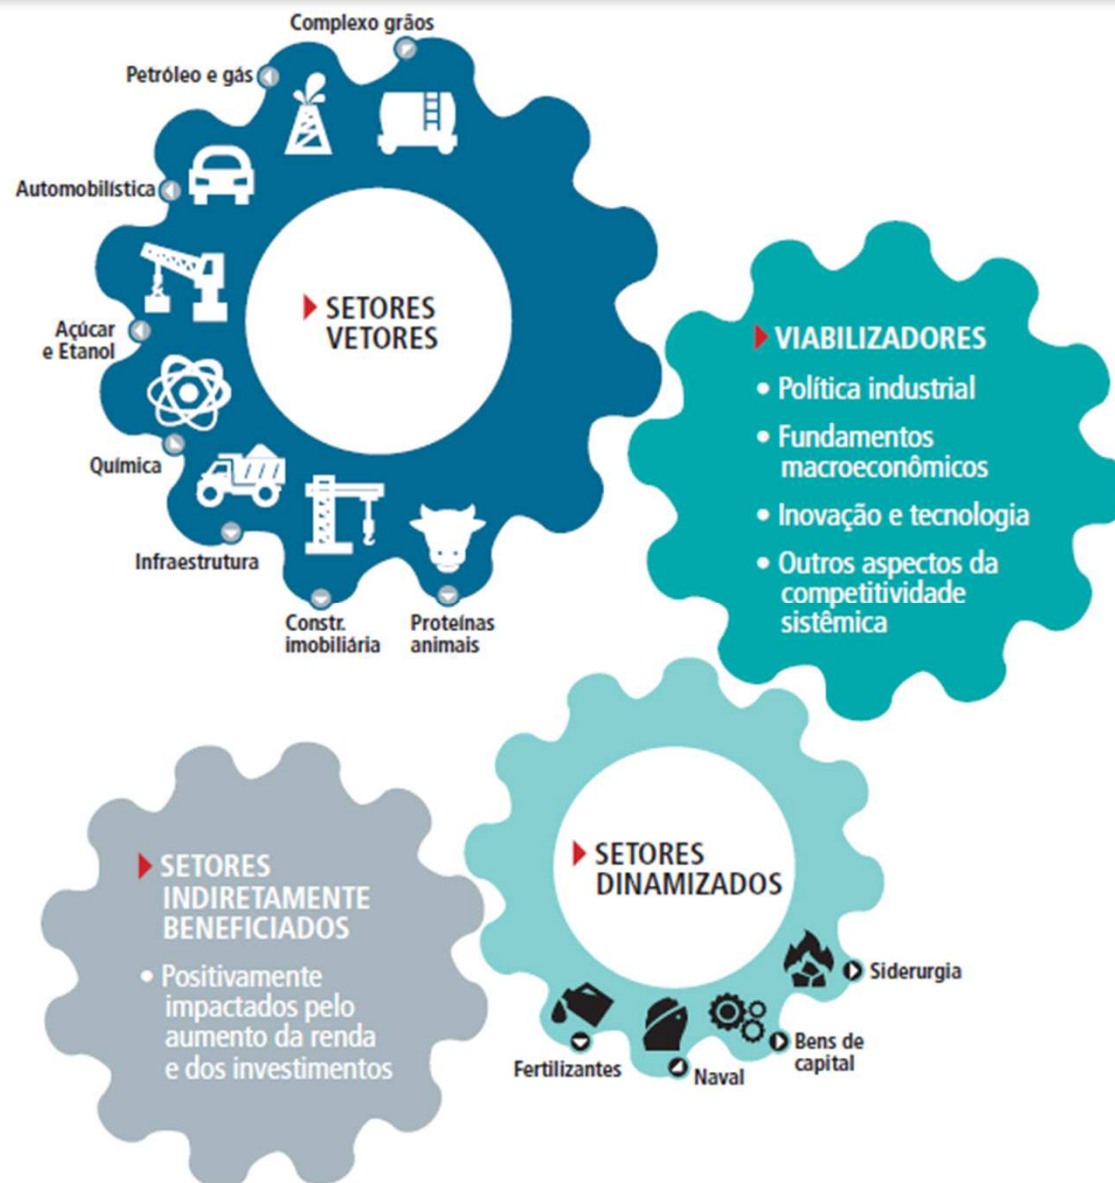 Complexo grãos
Petróleo e gás
Automobilística
Açúcar
e Etanol
Química
Infraestrutura
Constr.
imobiliária
Proteínas
animais
SETORES
VETORES
VIABILIZADORES
• Política industrial
• Fundamentos
macroeconômicos
• Inovação e tecnologia
• Outros aspectos da
competitividade
sistêmica
SETORES
INDIRETAMENTE
BENEFICIADOS
• Positivamente
impactados pelo
aumento da renda
e dos investimentos
SETORES
DINAMIZADOS
Siderurgia
Bens de
capital
Naval
Fertilizantes